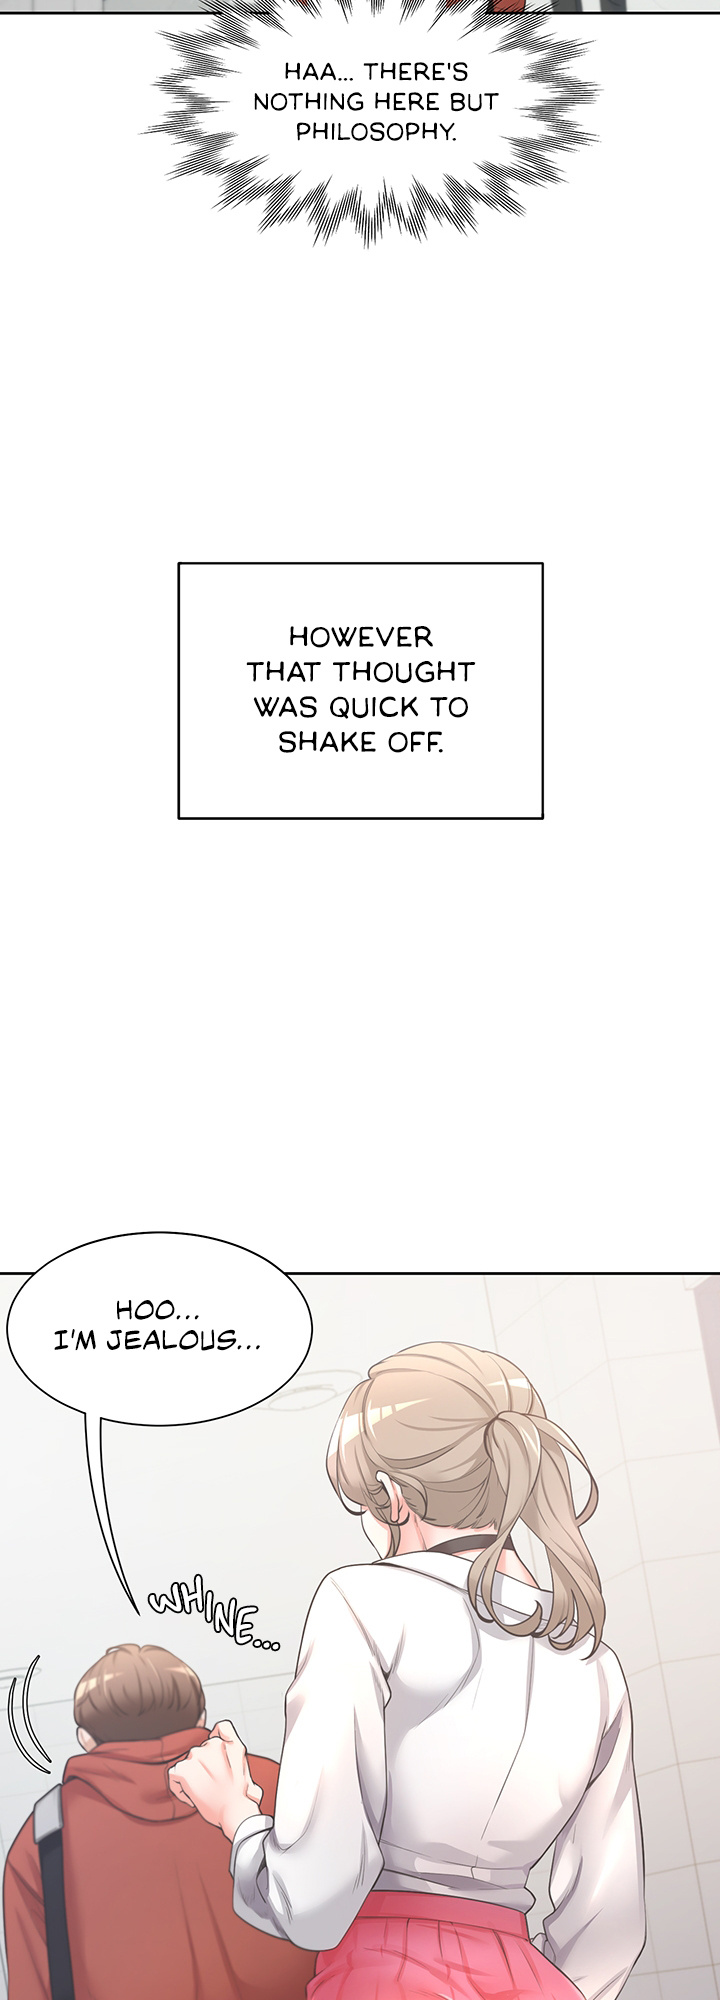 HAA... THERE'S
NOTHING HERE BUT
PHILOSOPHY.
HOWEVER
THAT THOUGHT
WAS QUICK TO
SHAKE OFF.
HOO...
I'M JEALOUS...
WHINE...